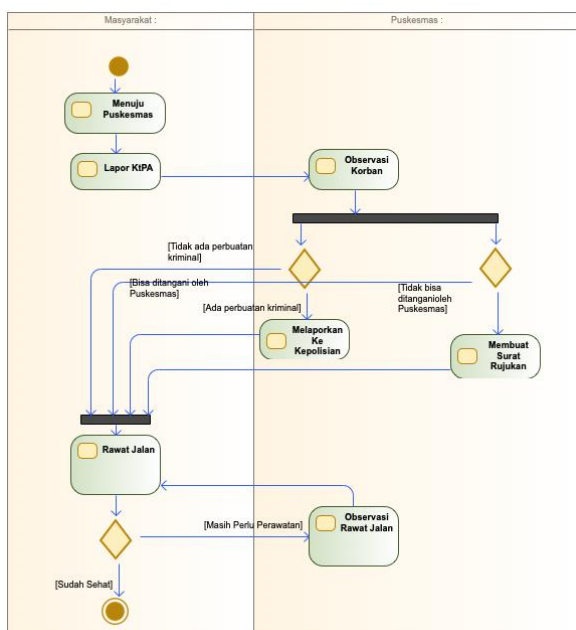 Masyarakat :
Puskesmas :
Menuju
Puskesmas
Lapor KtPA
Observasi
Korban
[Tidak ada perbuatan
kriminal]
[Bisa ditangani oleh
Puskesmas]
[Tidak bisa
ditanganioleh
Puskesmas]
[Ada perbuatan kriminal]
Melaporkan
Ke
Kepolisian
Membuat
Surat
Rujukan
Rawat Jalan
Observasi
Rawat Jalan
[Masih Perlu Perawatan]
[Sudah Sehat]